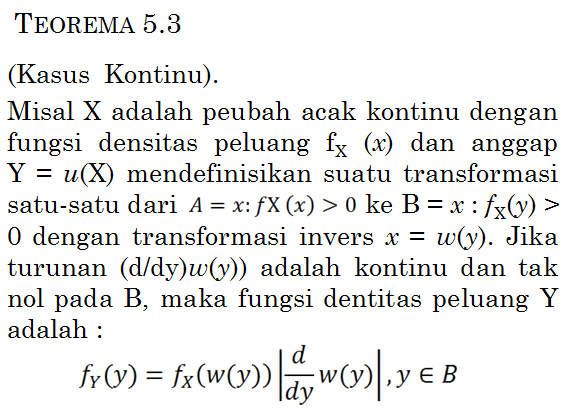 TEOREMA 5.3
(Kasus Kontinu).
Misal X adalah peubah acak kontinu dengan
fungsi densitas peluang f_X (x) dan anggap
Y = u(X) mendefinisikan suatu transformasi
satu-satu dari A = x: fX (x) > 0 ke B = x : f_X(y) >
0 dengan transformasi invers x = w(y). Jika
turunan (d/dy)w(y)) adalah kontinu dan tak
nol pada B, maka fungsi dentitas peluang Y
adalah :
f_Y(y) = f_X(w(y)) |d/dy w(y)|, y ∈ B